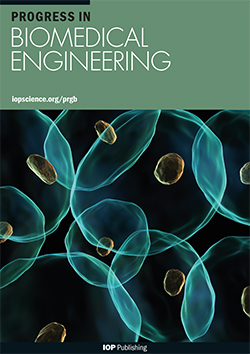 PROGRESS IN
BIOMEDICAL
ENGINEERING
iopscience.org/prgb
IOP Publishing